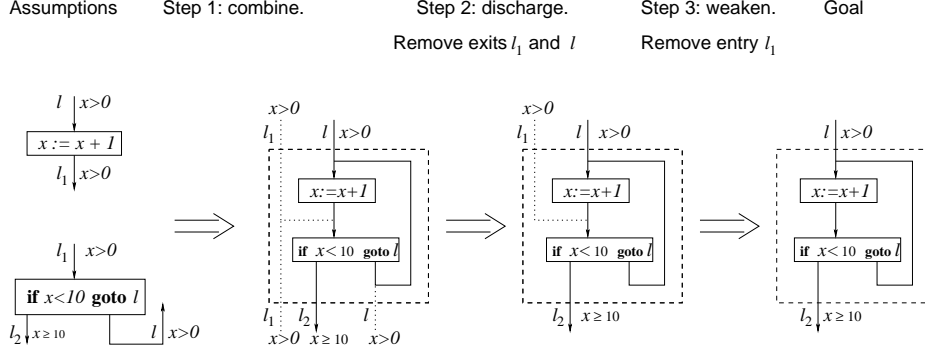 Assumptions Step 1: combine. Step 2: discharge. Step 3: weaken. Goal
Remove exits l₁ and l Remove entry l₁
l x>0
x := x + 1
l₁ x>0
l₁ x>0
if x<10 goto l
l₂ x ≥ 10 l x>0
x>0
l₁ l x>0
x:=x+1
if x< 10 goto l
l₂
l₁ l
x>0 x ≥ 10 x>0
x>0
l₁ l x>0
x:=x+1
if x< 10 goto l
l₂ x ≥ 10
l x>0
x:=x+1
if x< 10 goto l
l₂ x ≥ 10